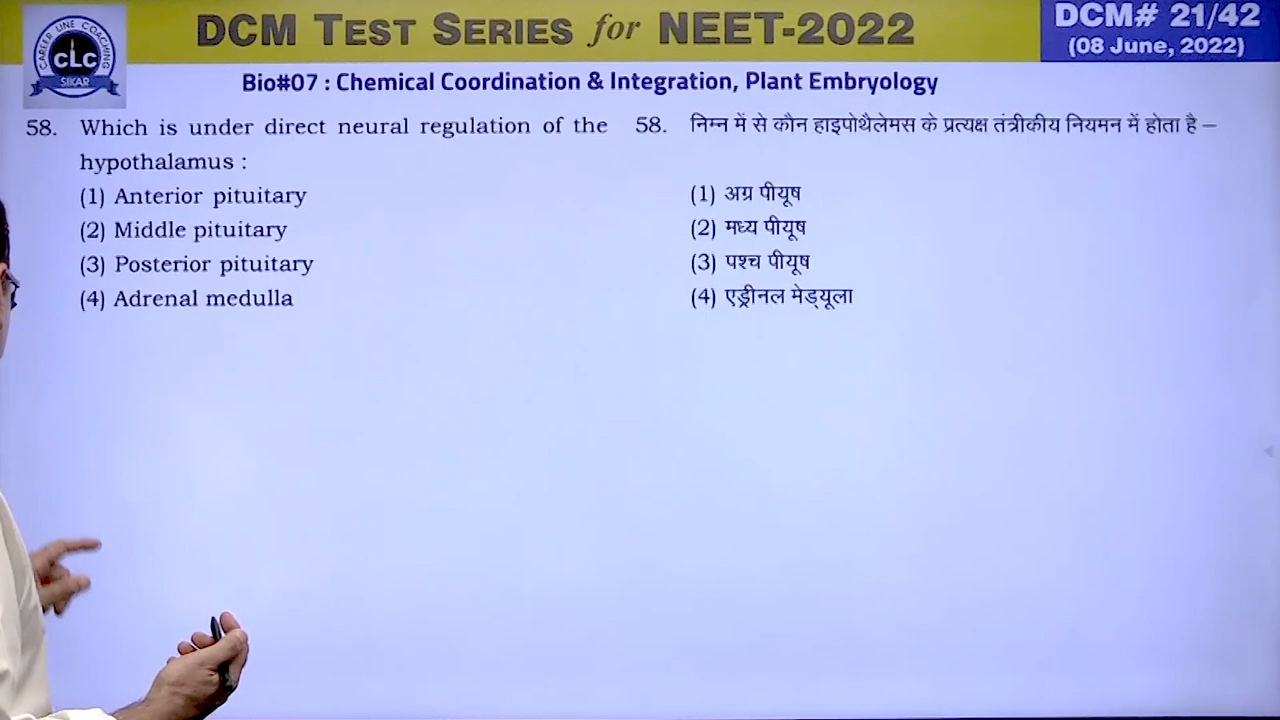 CAREER LINE COACHING
CLC
SIKAR
DCM TEST SERIES for NEET-2022
DCM# 21/42
(08 June, 2022)
Bio#07 : Chemical Coordination & Integration, Plant Embryology
58. Which is under direct neural regulation of the
hypothalamus :
(1) Anterior pituitary
(2) Middle pituitary
(3) Posterior pituitary
(4) Adrenal medulla
58. निम्न में से कौन हाइपोथैलेमस के प्रत्यक्ष तंत्रीकीय नियमन में होता है –
(1) अग्र पीयूष
(2) मध्य पीयूष
(3) पश्च पीयूष
(4) एड्रीनल मेड्यूला